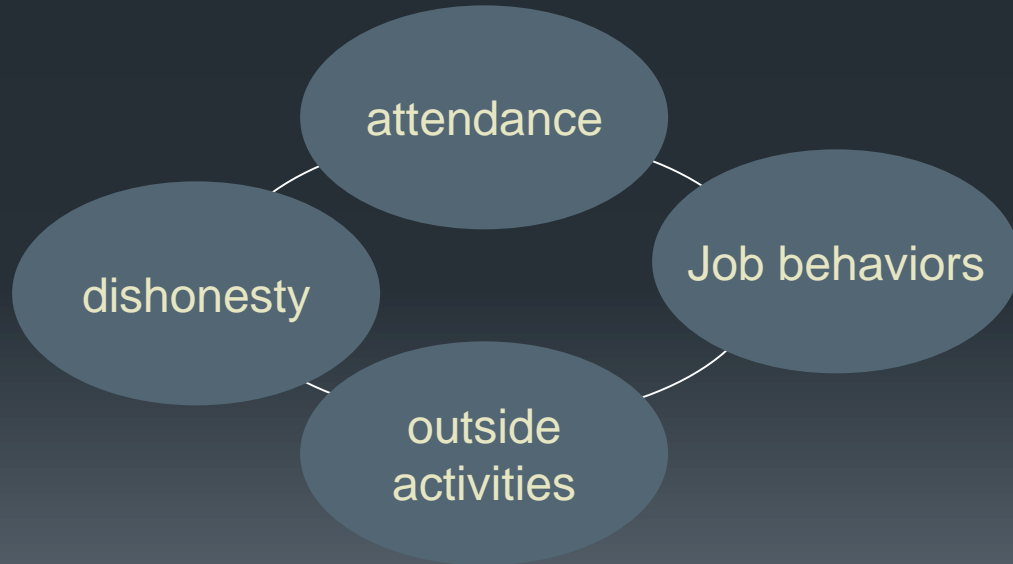 attendance
Job behaviors
dishonesty
outside
activities